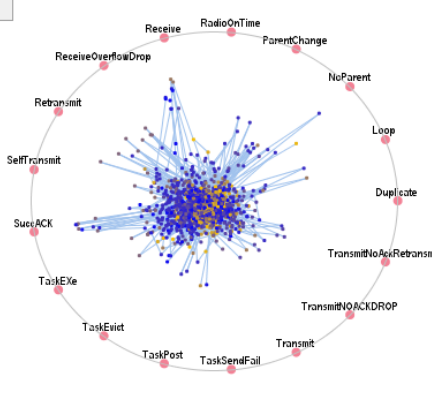 RadioOnTime
Receive
ParentChange
ReceiveOverflowDrop
NoParent
Retransmit
Loop
SelfTransmit
Duplicate
SuccACK
TransmitNoAckRetransm
TaskEXe
TransmitNOACKDROP
TaskEvict
Transmit
TaskPost
TaskSendFail